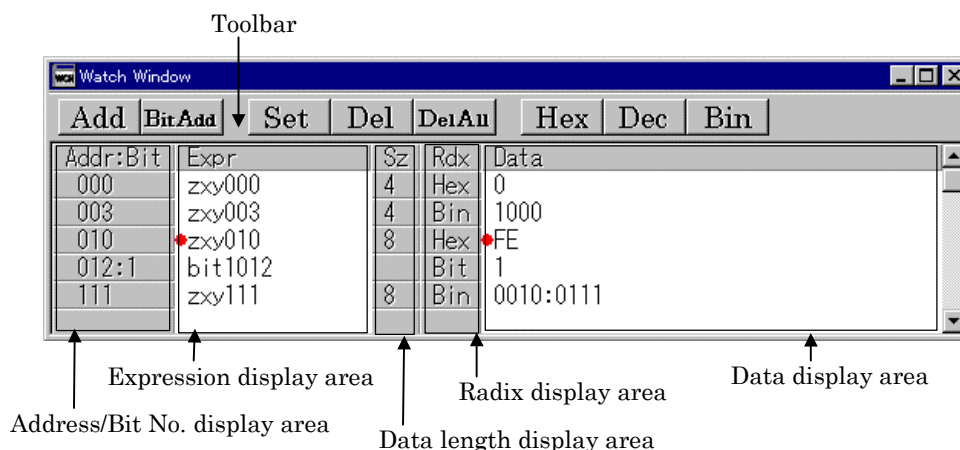 Toolbar
WCH Watch Window
Add BitAdd Set Del DelAll Hex Dec Bin
Addr:Bit Expr Sz Rdx Data
000 zxy000 4 Hex 0
003 zxy003 4 Bin 1000
010 zxy010 8 Hex FE
012:1 bit1012 Bit 1
111 zxy111 8 Bin 0010:0111
Expression display area
Radix display area
Data display area
Address/Bit No. display area
Data length display area